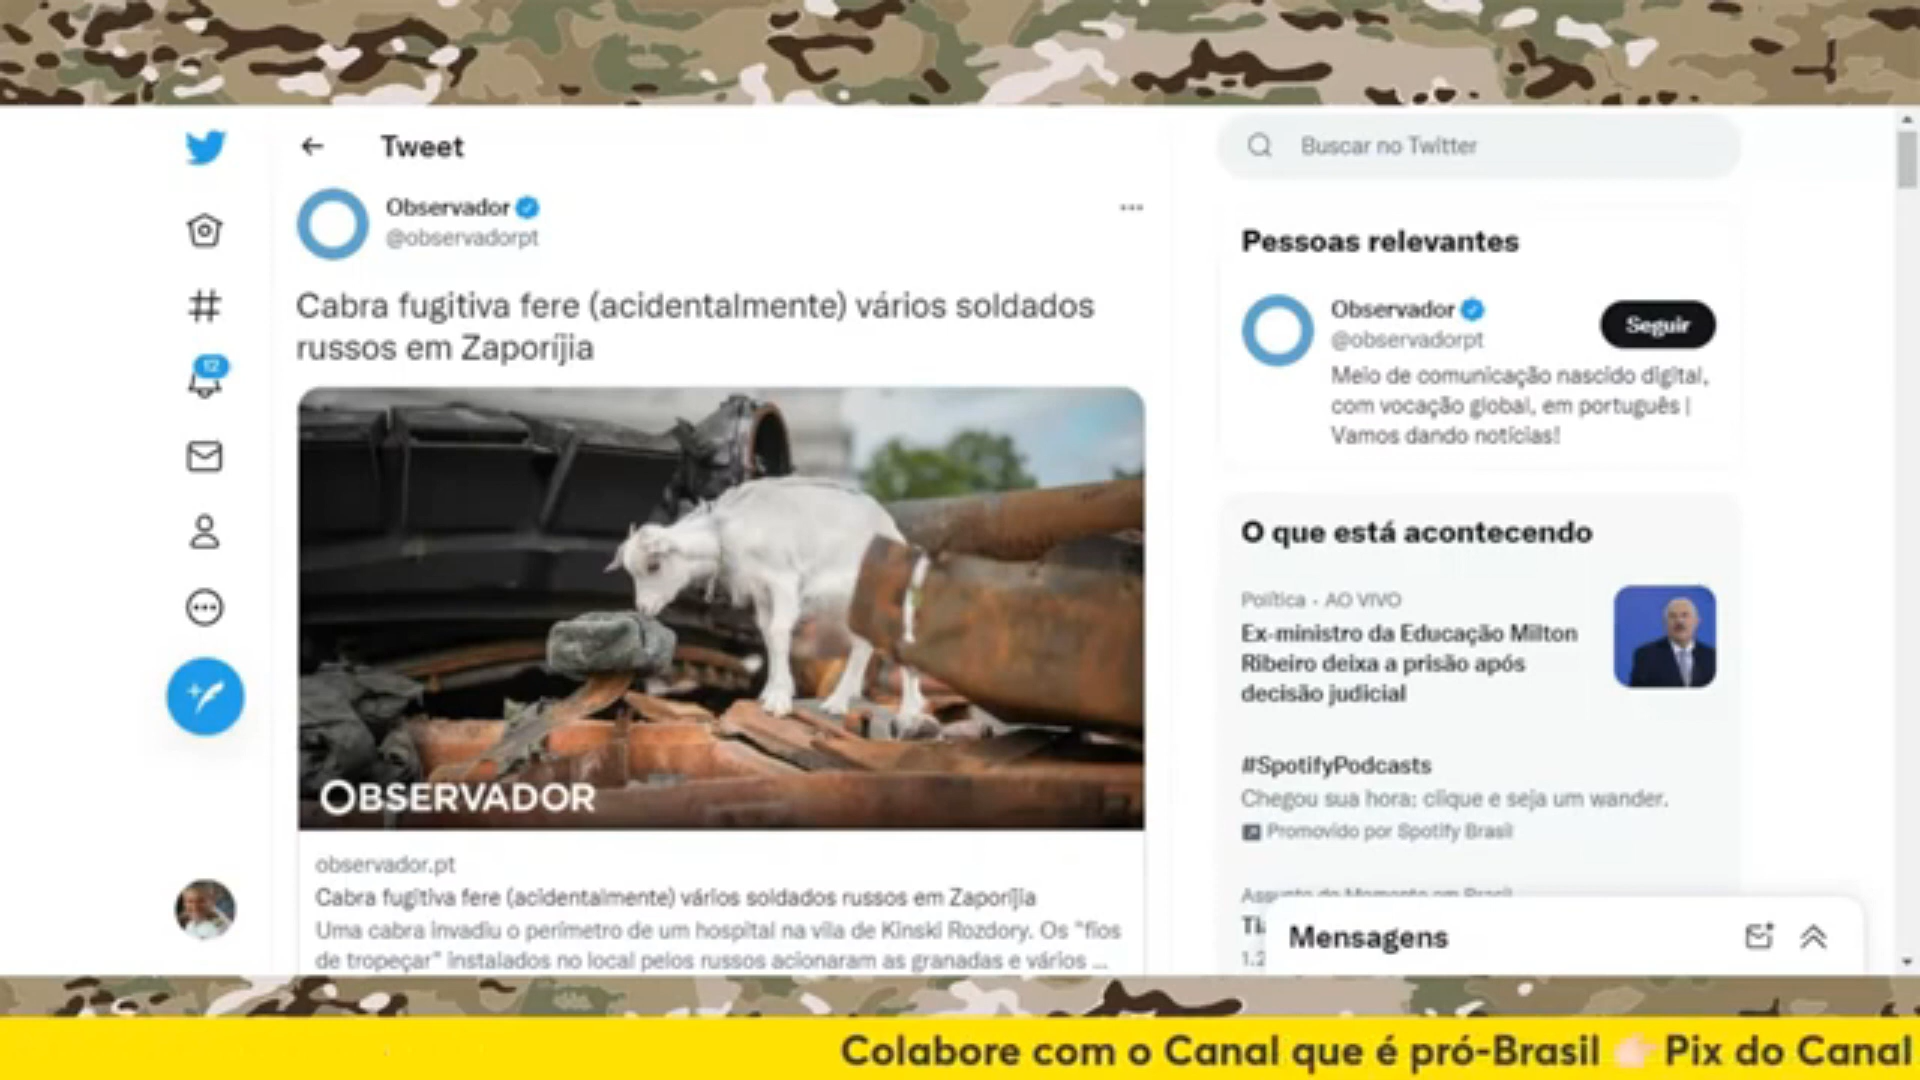 Tweet
Observador
@observadorpt
Cabra fugitiva fere (acidentalmente) vários soldados
russos em Zaporíjia
OBSERVADOR
observador.pt
Cabra fugitiva fere (acidentalmente) vários soldados russos em Zaporíjia
Uma cabra invadiu o perímetro de um hospital na vila de Kinski Rozdory. Os "fios
de tropeçar" instalados no local pelos russos acionaram as granadas e vários ...
12
Buscar no Twitter
Pessoas relevantes
Observador
@observadorpt
Seguir
Meio de comunicação nascido digital,
com vocação global, em português |
Vamos dando notícias!
O que está acontecendo
Política · AO VIVO
Ex-ministro da Educação Milton
Ribeiro deixa a prisão após
decisão judicial
#SpotifyPodcasts
Chegou sua hora: clique e seja um wander.
Promovido por Spotify Brasil
Assunto do Momento em Brasil
Mensagens
Colabore com o Canal que é pró-Brasil 👉🏻 Pix do Canal